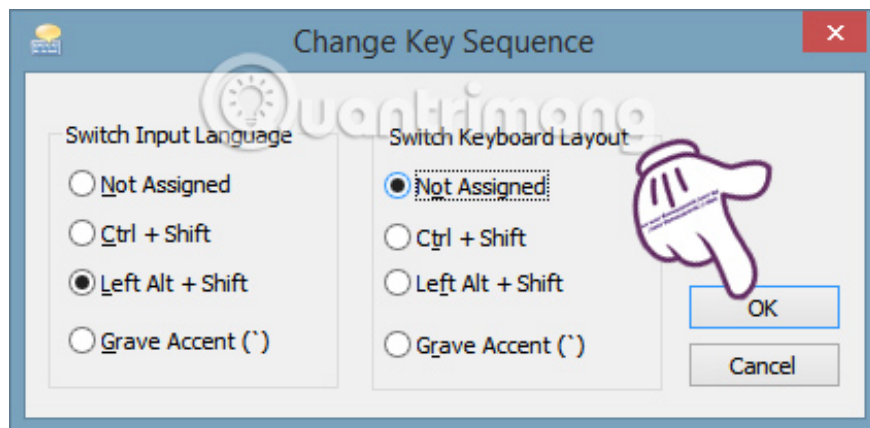 Change Key Sequence
Quantrimang
Switch Input Language
Not Assigned
Ctrl + Shift
Left Alt + Shift
Grave Accent (`)
Switch Keyboard Layout
Not Assigned
Ctrl + Shift
Left Alt + Shift
Grave Accent (`)
OK
Cancel